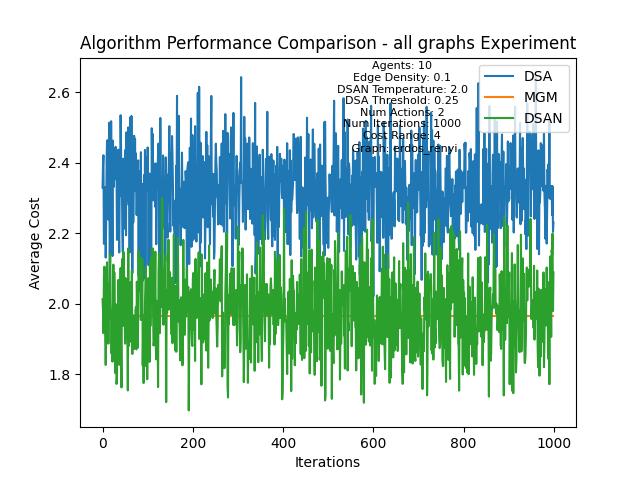 Algorithm Performance Comparison - all graphs Experiment
Agents: 10
Edge Density: 0.1
DSAN Temperature: 2.0
DSA Threshold: 0.25
Num Actions: 2
Num Iterations: 1000
Cost Range: 4
Graph: erdos_renyi
DSA
MGM
DSAN
Average Cost
2.6
2.4
2.2
2.0
1.8
0
200
400
600
800
1000
Iterations